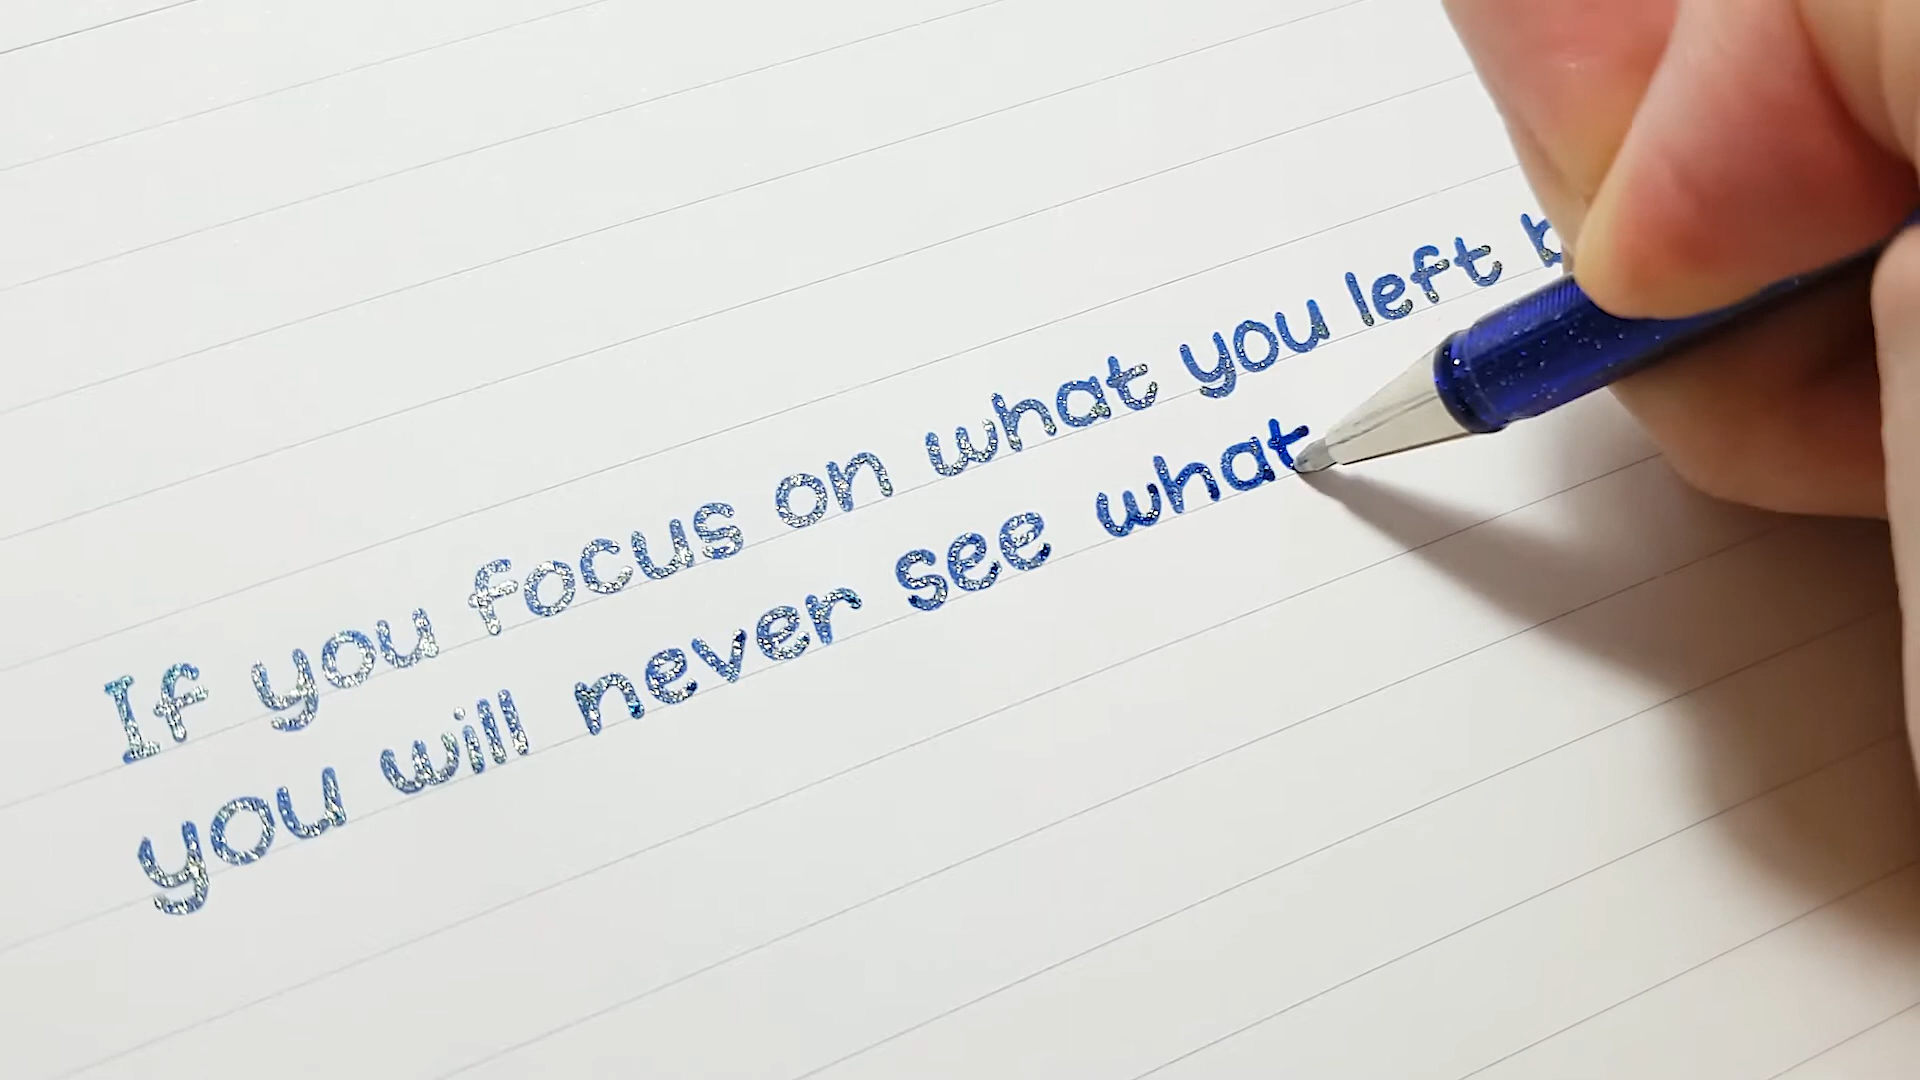 If you focus on what you left
you will never see what